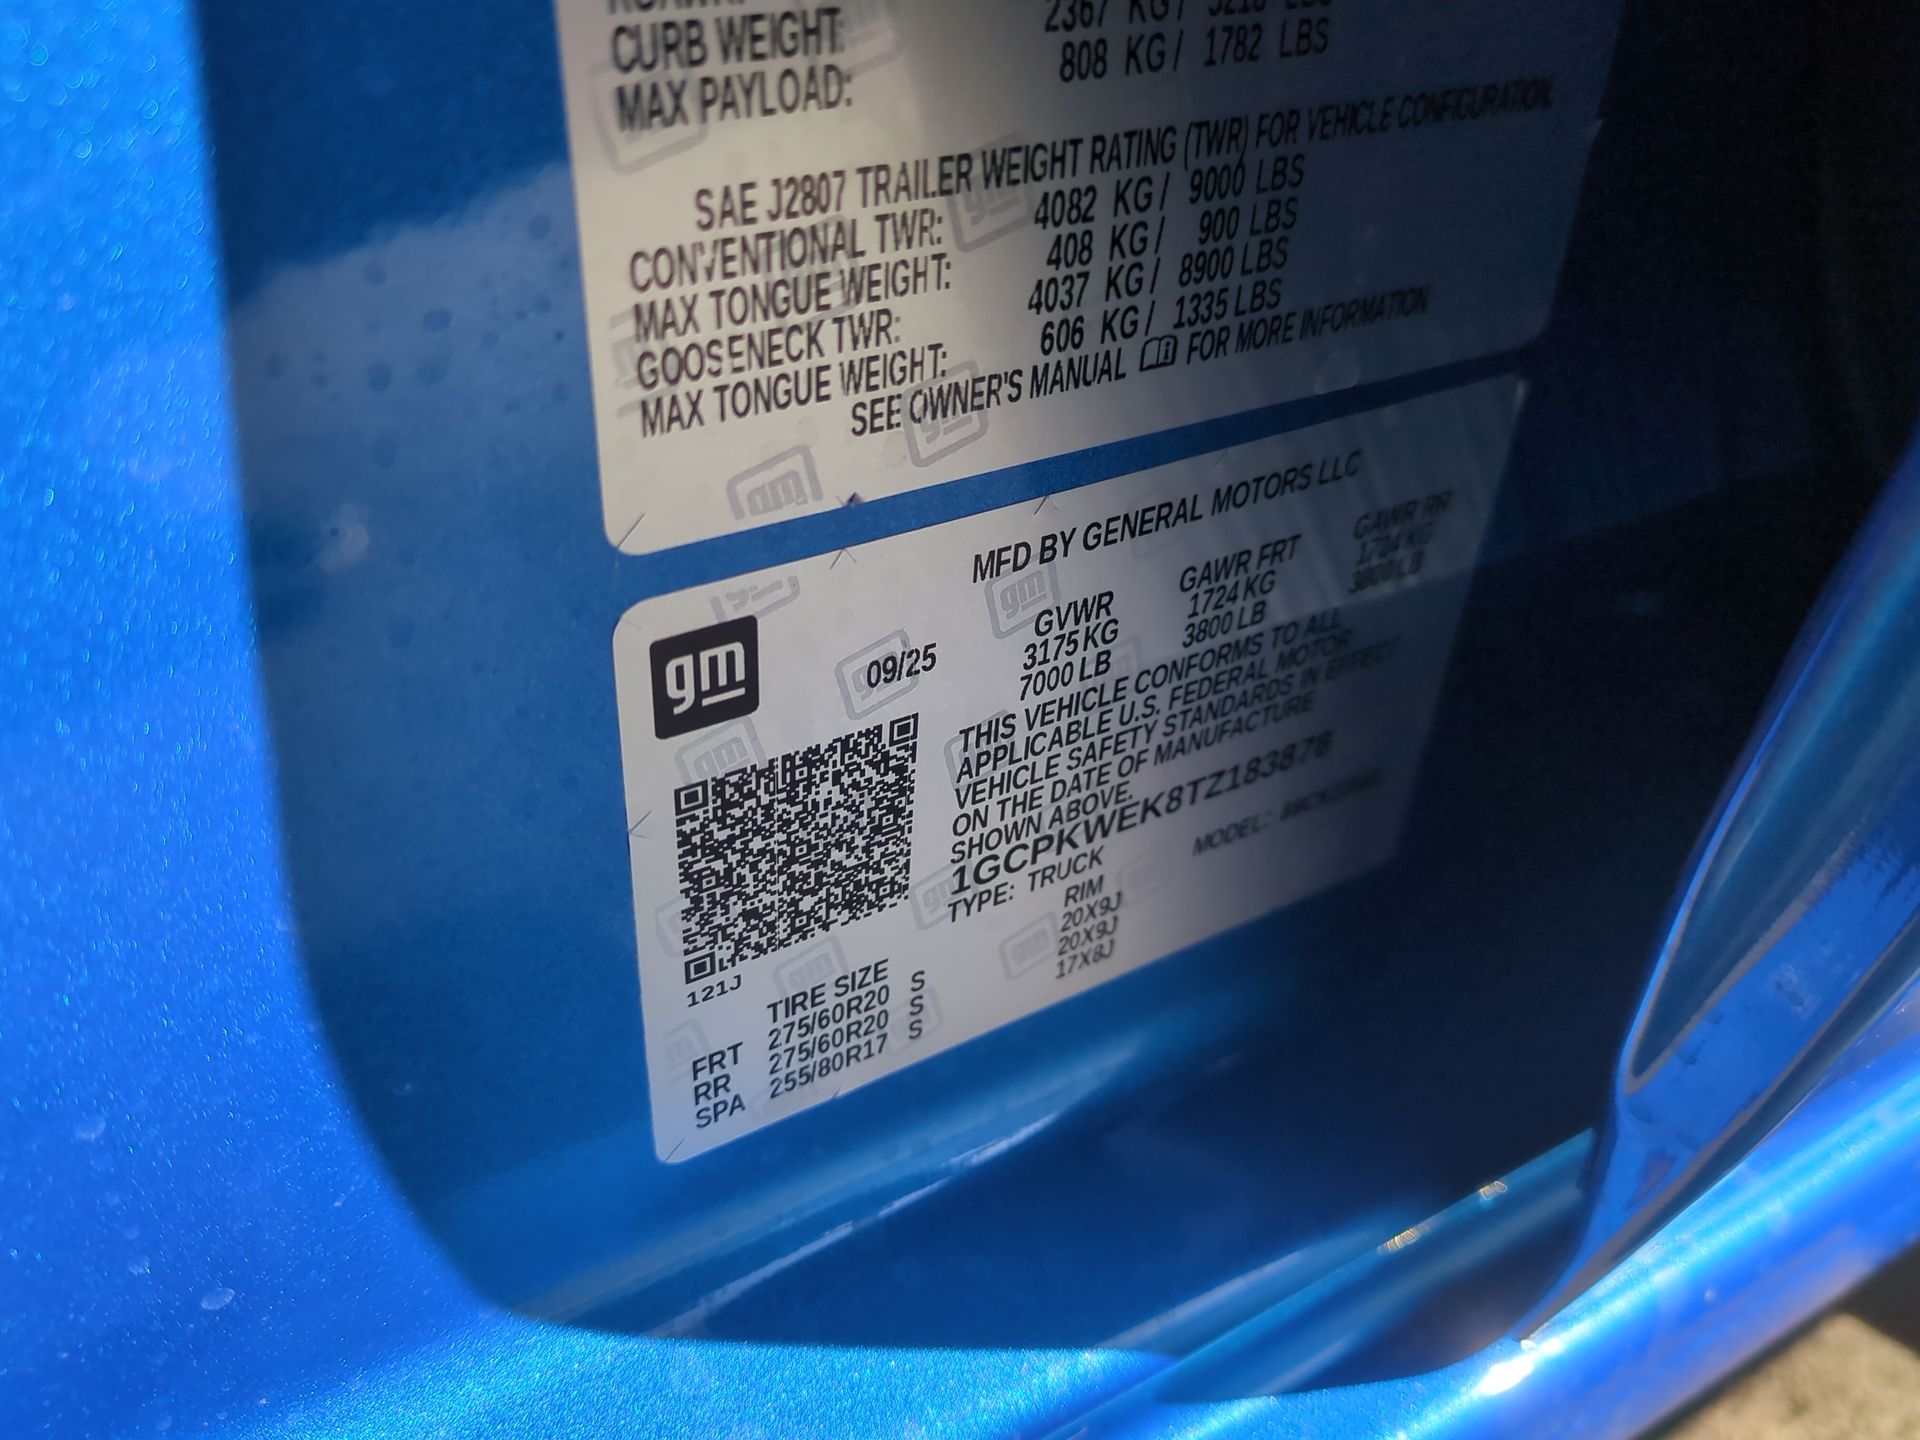 CURB WEIGHT: 2367 KG/ 5218 LBS
MAX PAYLOAD: 808 KG/ 1782 LBS
SAE J2807 TRAILER WEIGHT RATING (TWR) FOR VEHICLE CONFIGURATION
CONVENTIONAL TWR: 4082 KG/ 9000 LBS
MAX TONGUE WEIGHT: 408 KG/ 900 LBS
GOOSENECK TWR: 4037 KG/ 8900 LBS
MAX TONGUE WEIGHT: 606 KG/ 1335 LBS
SEE OWNER'S MANUAL FOR MORE INFORMATION
MFD BY GENERAL MOTORS LLC
gm
09/25
GVWR GAWR FRT GAWR RR
3175 KG 1724 KG 1724 KG
7000 LB 3800 LB 3800 LB
THIS VEHICLE CONFORMS TO ALL
APPLICABLE U.S. FEDERAL MOTOR
VEHICLE SAFETY STANDARDS IN EFFECT
ON THE DATE OF MANUFACTURE
SHOWN ABOVE.
1GCPKWEK8TZ183878
TYPE: TRUCK MODEL:
121J
TIRE SIZE RIM
FRT 275/60R20 S 20X9J
RR 275/60R20 S 20X9J
SPA 255/80R17 S 17X8J